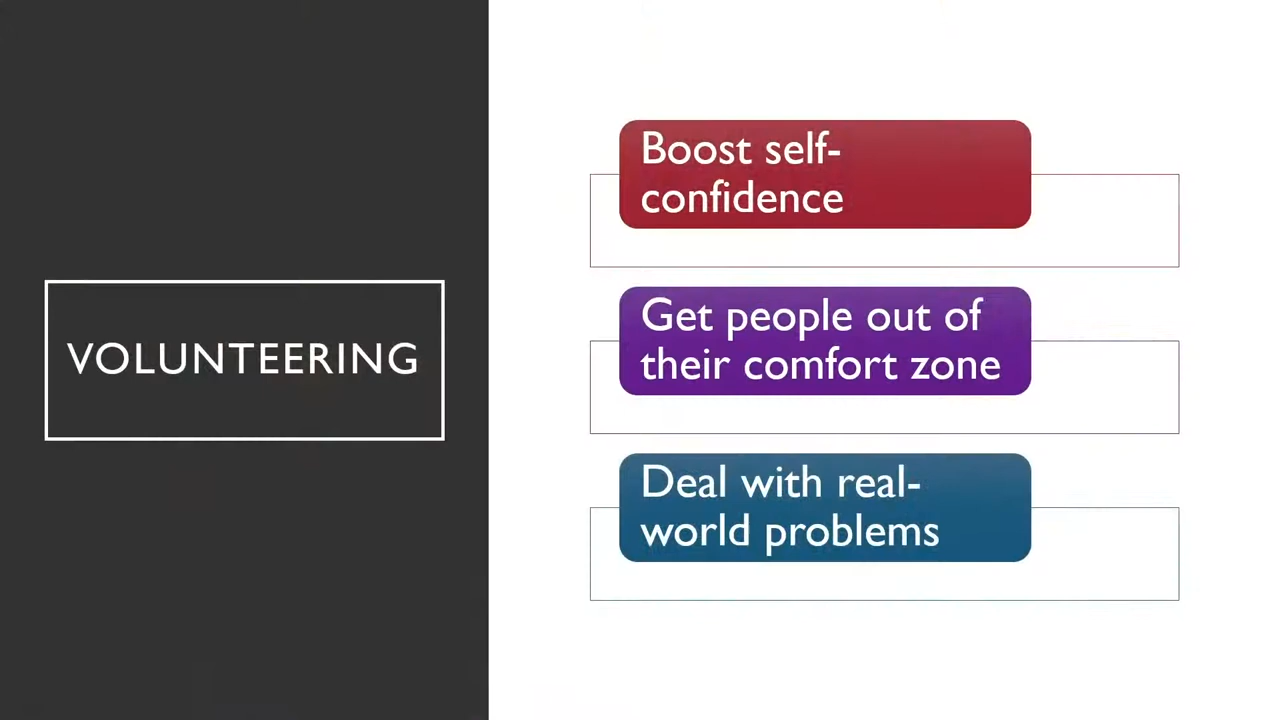 VOLUNTEERING
Boost self-
confidence
Get people out of
their comfort zone
Deal with real-
world problems